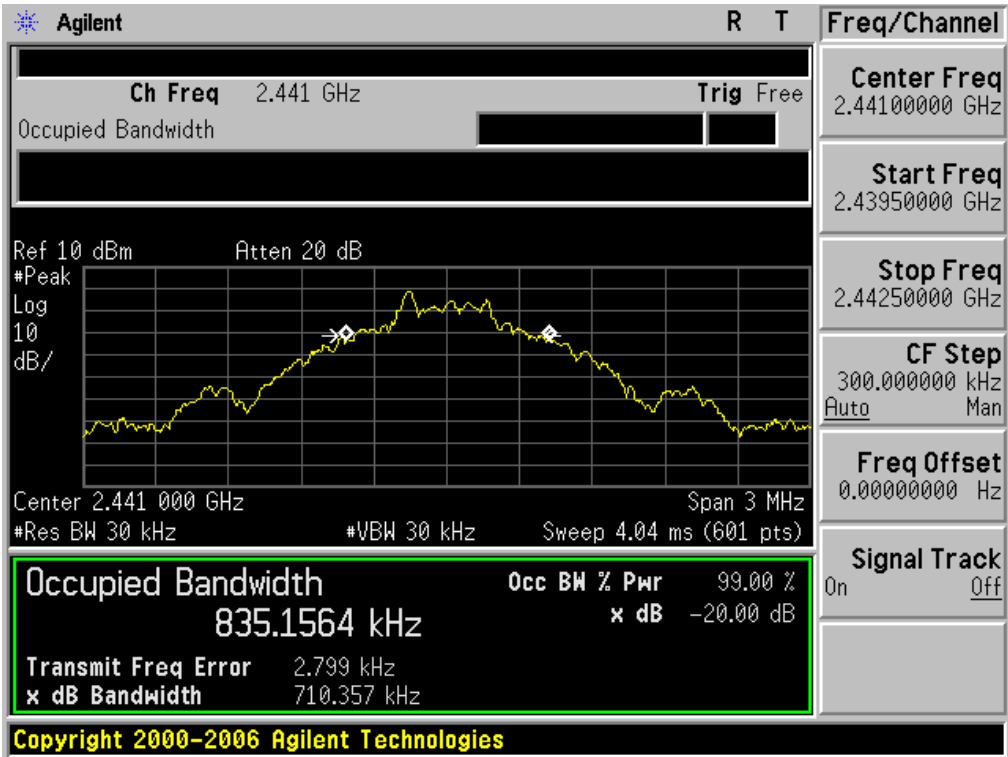 Agilent R T Freq/Channel
Ch Freq 2.441 GHz Trig Free
Occupied Bandwidth
Center Freq
2.44100000 GHz
Start Freq
2.43950000 GHz
Stop Freq
2.44250000 GHz
CF Step
300.000000 kHz
Auto Man
Freq Offset
0.00000000 Hz
Signal Track
On Off
Ref 10 dBm Atten 20 dB
#Peak
Log
10
dB/
Center 2.441 000 GHz Span 3 MHz
#Res BW 30 kHz #VBW 30 kHz Sweep 4.04 ms (601 pts)
Occupied Bandwidth Occ BW % Pwr 99.00 %
835.1564 kHz x dB -20.00 dB
Transmit Freq Error 2.799 kHz
x dB Bandwidth 710.357 kHz
Copyright 2000-2006 Agilent Technologies